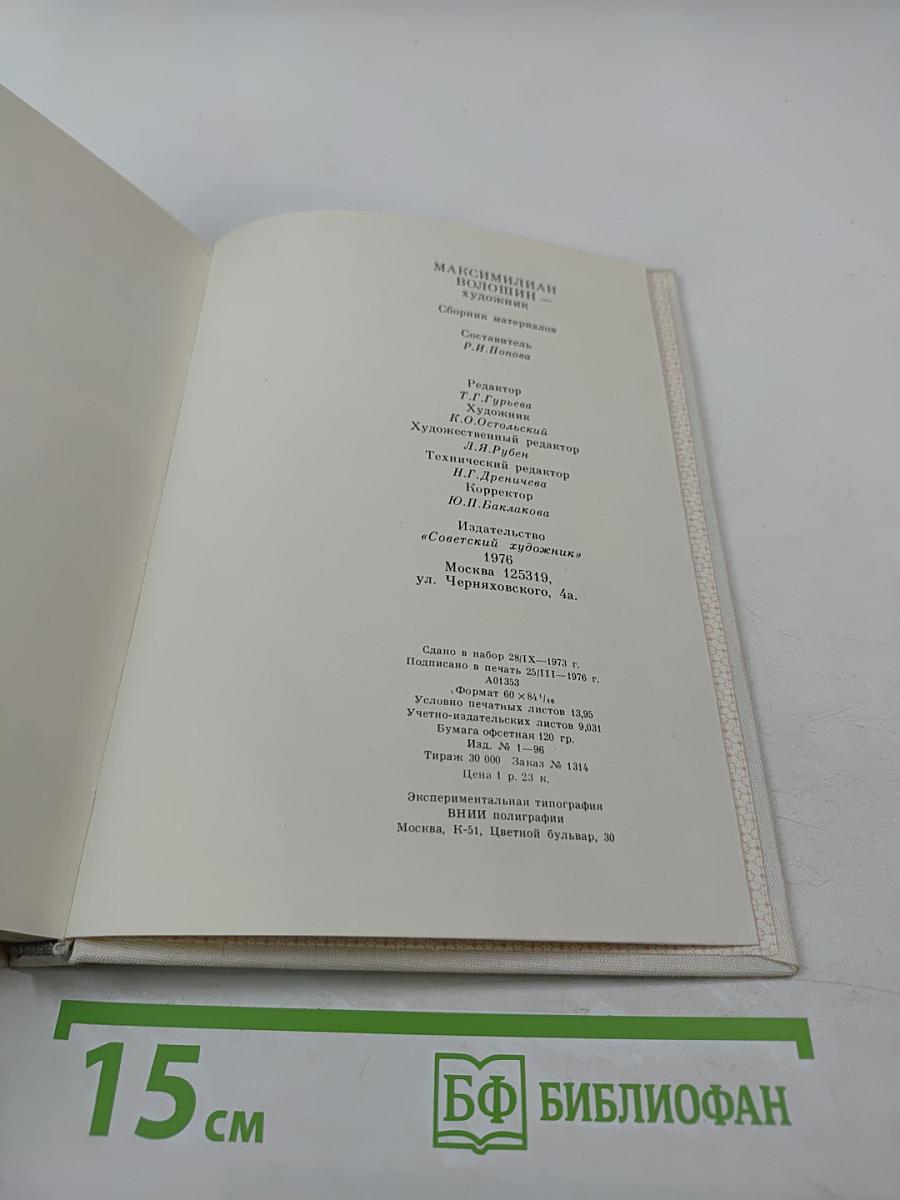 МАКСИМИЛИАН
ВОЛОШИН —
художник
Сборник материалов
Составитель
Р.И.Попова
Редактор
Т.Г.Гурьева
Художник
К.О.Остольский
Художественный редактор
Л.Я.Рубен
Технический редактор
Н.Г.Дреничева
Корректор
Ю.П.Баклакова
Издательство
«Советский художник»
1976
Москва 125319,
ул. Черняховского, 4а.
Сдано в набор 28/IX—1973 г.
Подписано в печать 25/III—1976 г.
А01353
Формат 60 × 84 1/16
Условно печатных листов 13,95
Учетно-издательских листов 9,031
Бумага офсетная 120 гр.
Изд. № 1—96
Тираж 30 000 Заказ № 1314
Цена 1 р. 23 к.
Экспериментальная типография
ВНИИ полиграфии
Москва, К-51, Цветной бульвар, 30
15 см
БФ БИБЛИОФАН